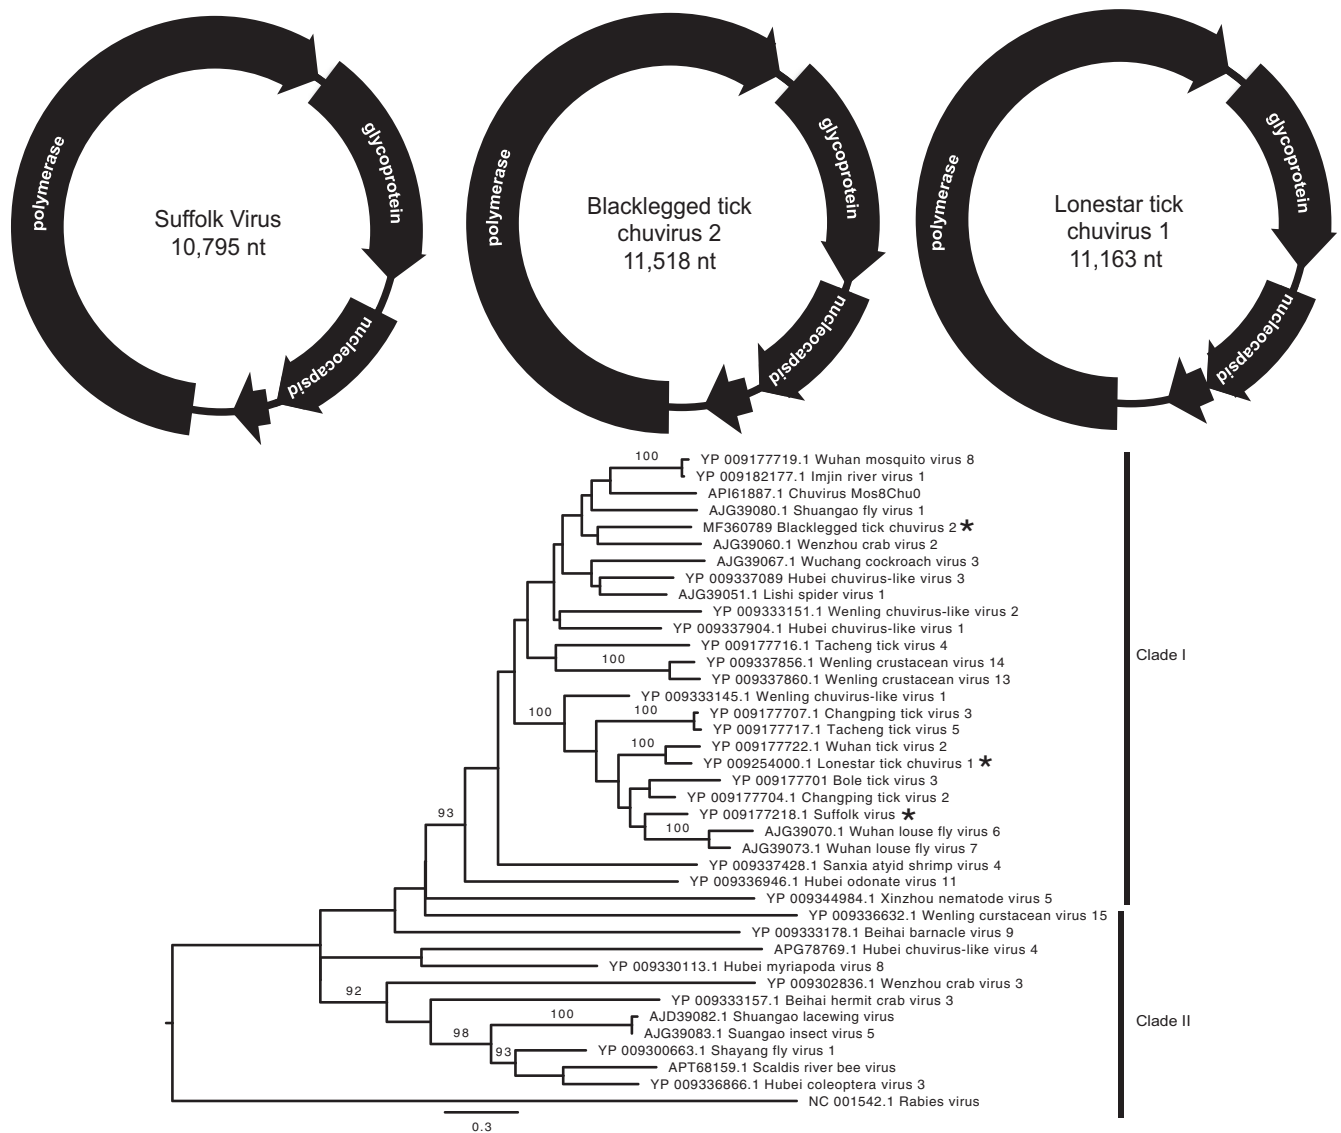 polymerase
glycoprotein
nucleocapsid
Suffolk Virus
10,795 nt
polymerase
glycoprotein
nucleocapsid
Blacklegged tick
chuvirus 2
11,518 nt
polymerase
glycoprotein
nucleocapsid
Lonestar tick
chuvirus 1
11,163 nt
100
YP 009177719.1 Wuhan mosquito virus 8
YP 009182177.1 Imjin river virus 1
API61887.1 Chuvirus Mos8Chu0
AJG39080.1 Shuangao fly virus 1
MF360789 Blacklegged tick chuvirus 2 *
AJG39060.1 Wenzhou crab virus 2
AJG39067.1 Wuchang cockroach virus 3
YP 009337089 Hubei chuvirus-like virus 3
AJG39051.1 Lishi spider virus 1
YP 009333151.1 Wenling chuvirus-like virus 2
YP 009337904.1 Hubei chuvirus-like virus 1
YP 009177716.1 Tacheng tick virus 4
100
YP 009337856.1 Wenling crustacean virus 14
YP 009337860.1 Wenling crustacean virus 13
Clade I
YP 009333145.1 Wenling chuvirus-like virus 1
100
100
YP 009177707.1 Changping tick virus 3
YP 009177717.1 Tacheng tick virus 5
100
YP 009177722.1 Wuhan tick virus 2
YP 009254000.1 Lonestar tick chuvirus 1 *
YP 009177701 Bole tick virus 3
YP 009177704.1 Changping tick virus 2
93
YP 009177218.1 Suffolk virus *
100
AJG39070.1 Wuhan louse fly virus 6
AJG39073.1 Wuhan louse fly virus 7
YP 009337428.1 Sanxia atyid shrimp virus 4
YP 009336946.1 Hubei odonate virus 11
YP 009344984.1 Xinzhou nematode virus 5
YP 009336632.1 Wenling curstacean virus 15
YP 009333178.1 Beihai barnacle virus 9
APG78769.1 Hubei chuvirus-like virus 4
YP 009330113.1 Hubei myriapoda virus 8
92
YP 009302836.1 Wenzhou crab virus 3
YP 009333157.1 Beihai hermit crab virus 3
100
AJD39082.1 Shuangao lacewing virus
Clade II
98
AJG39083.1 Suangao insect virus 5
93
YP 009300663.1 Shayang fly virus 1
APT68159.1 Scaldis river bee virus
YP 009336866.1 Hubei coleoptera virus 3
NC 001542.1 Rabies virus
0.3